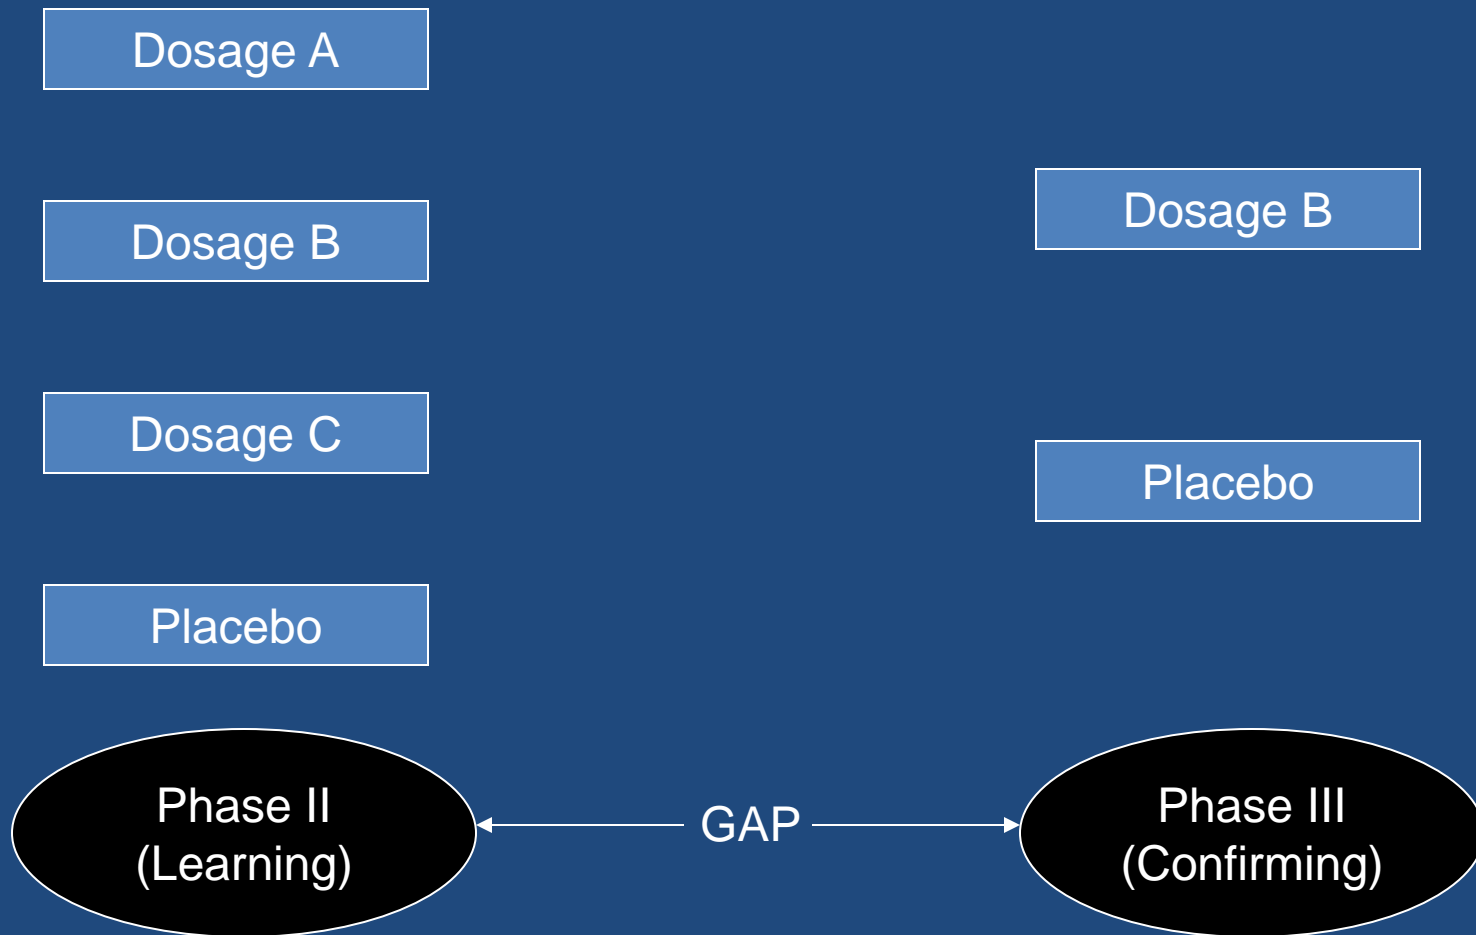 Dosage A
Dosage B
Dosage C
Placebo
Dosage B
Placebo
Phase II
(Learning)
GAP
Phase III
(Confirming)